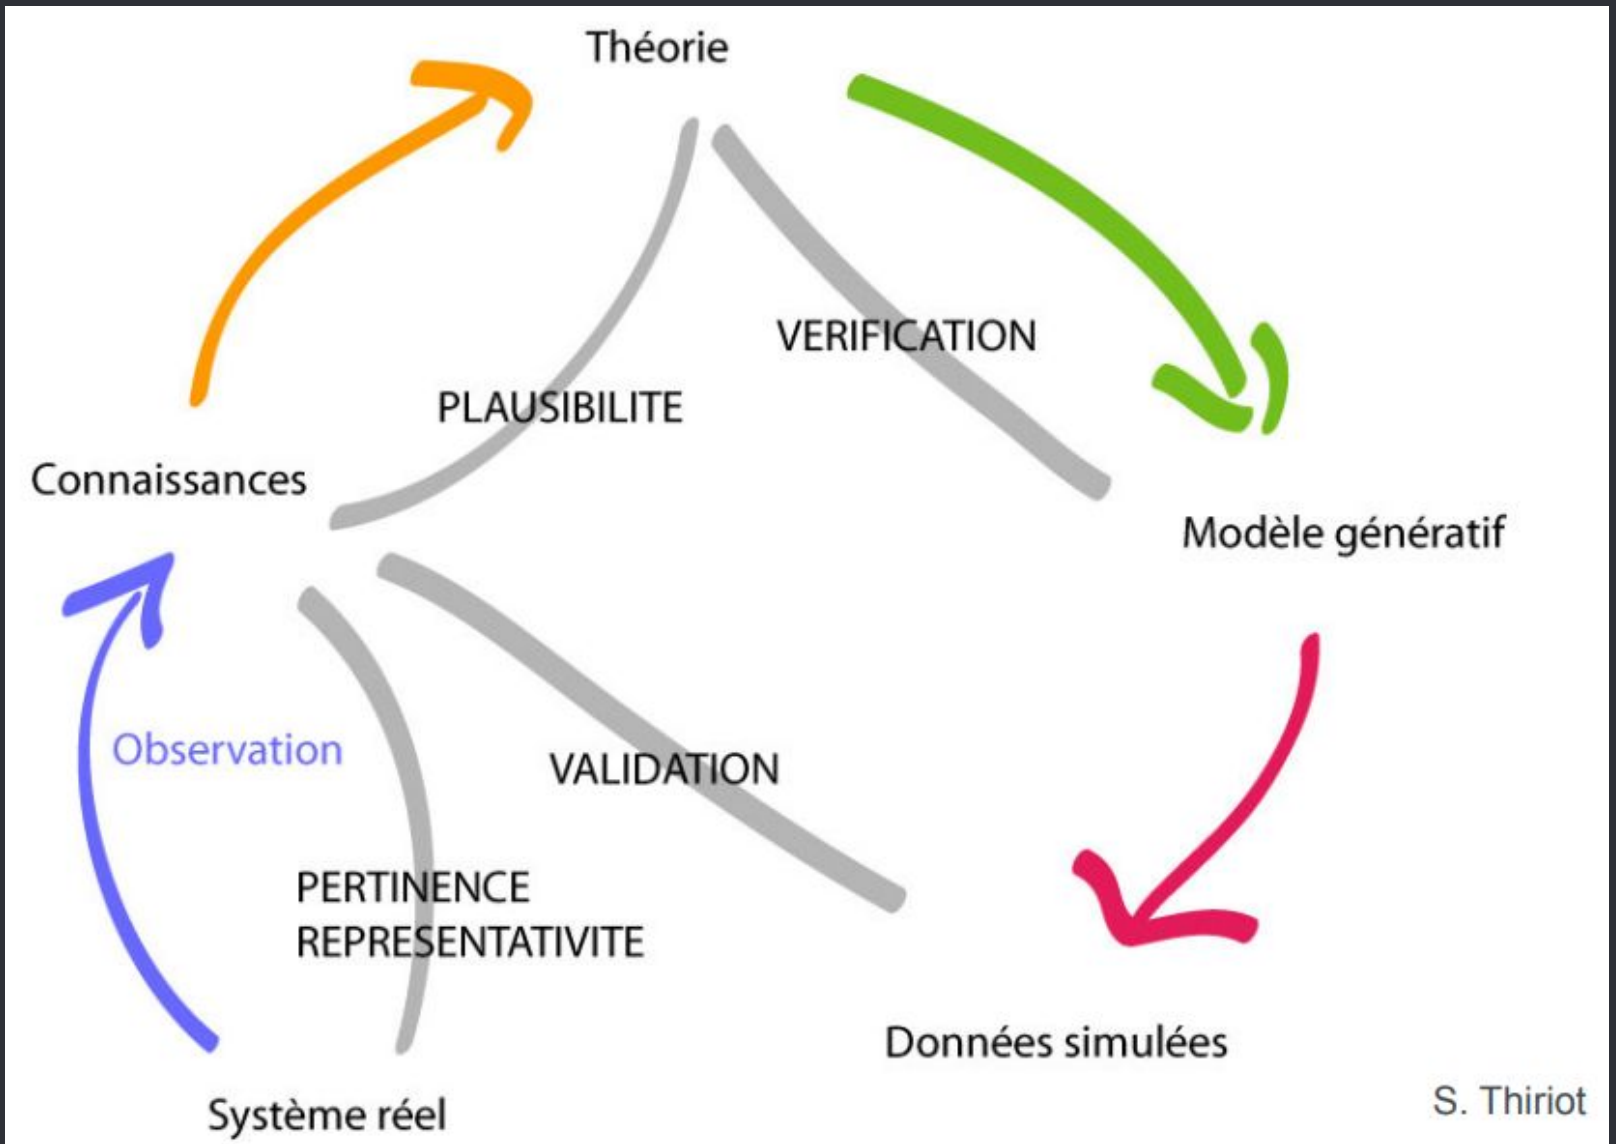 Théorie
VERIFICATION
PLAUSIBILITE
Connaissances
Modèle génératif
Observation
VALIDATION
PERTINENCE
REPRESENTATIVITE
Données simulées
Système réel
S. Thiriot